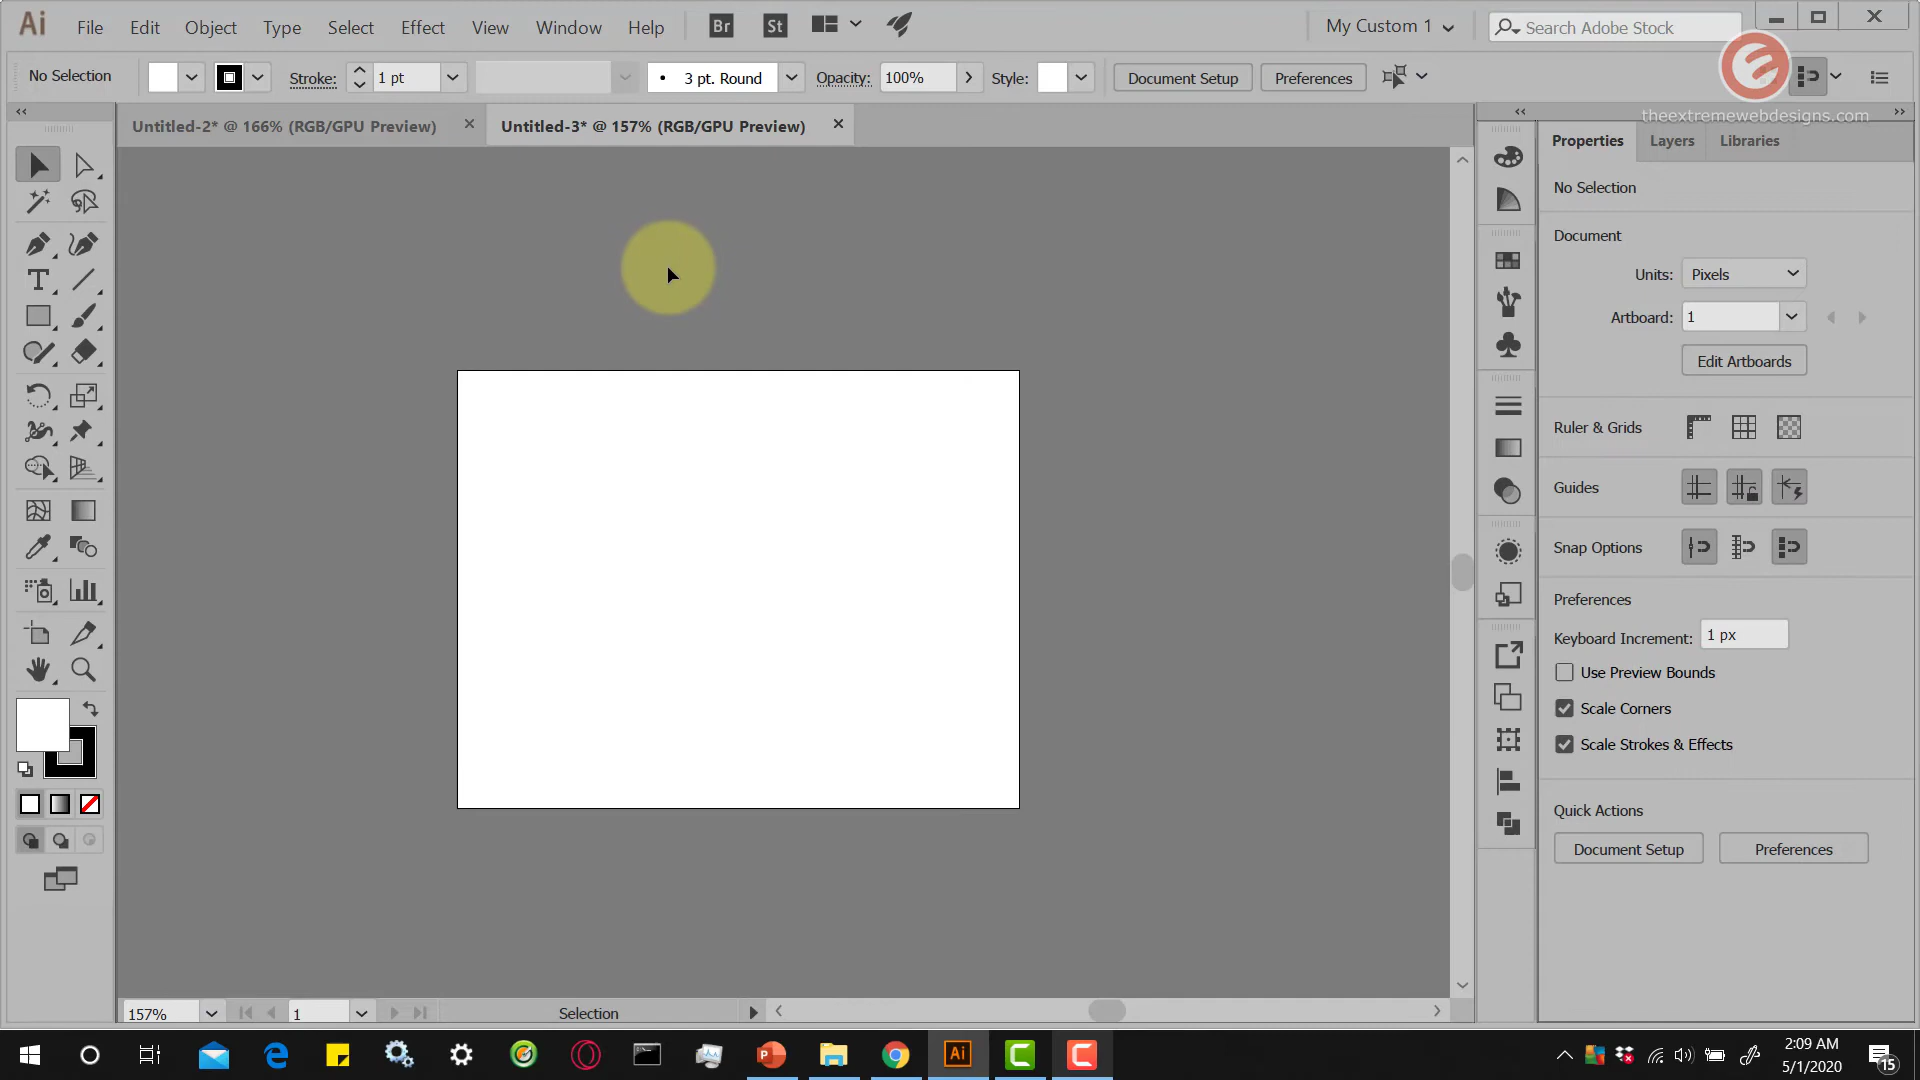 Ai File Edit Object Type Select Effect View Window Help Br St My Custom 1 Search Adobe Stock
No Selection Stroke: 1 pt 3 pt. Round Opacity: 100% Style: Document Setup Preferences
theextremewebdesigns.com
Untitled-2* @ 166% (RGB/GPU Preview) Untitled-3* @ 157% (RGB/GPU Preview)
Properties Layers Libraries
No Selection
Document
Units: Pixels
Artboard: 1
Edit Artboards
Ruler & Grids
Guides
Snap Options
Preferences
Keyboard Increment: 1 px
Use Preview Bounds
Scale Corners
Scale Strokes & Effects
Quick Actions
Document Setup Preferences
157% 1 Selection
Ai
2:09 AM
5/1/2020
15